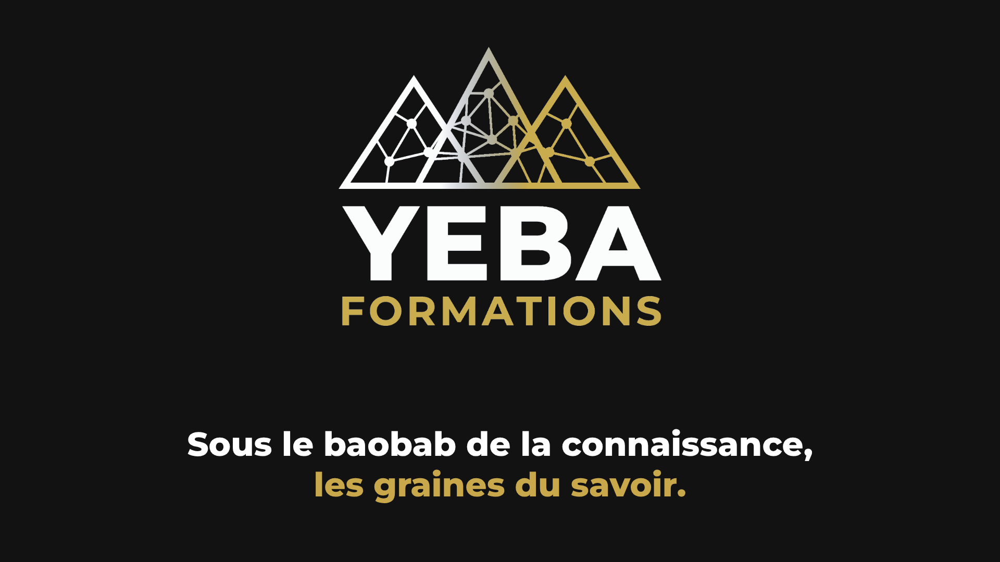 YEBA
FORMATIONS
Sous le baobab de la connaissance,
les graines du savoir.